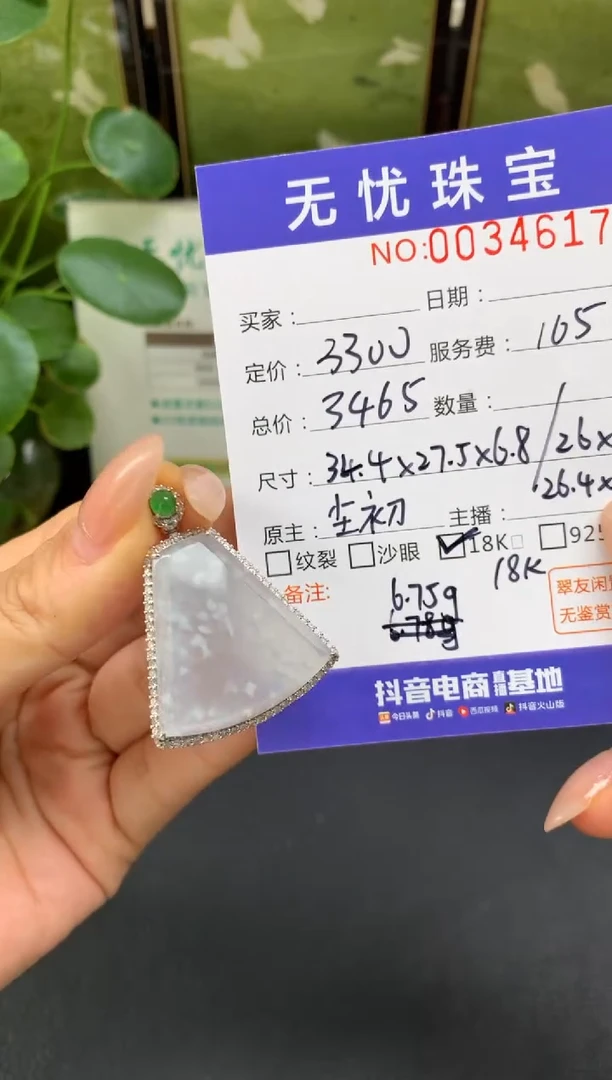 无忧珠宝
NO:0034617
买家： 日期：
定价：3300 服务费：165
总价：3465 数量：
尺寸：34.4×27.5×6.8/26×
26.4×
原主：尘初 主播：
纹裂 沙眼 18K 925
18K
备注：
6.75g
翠友闲
无鉴赏
抖音电商直播基地
今日头条 抖音 西瓜视频 抖音火山版